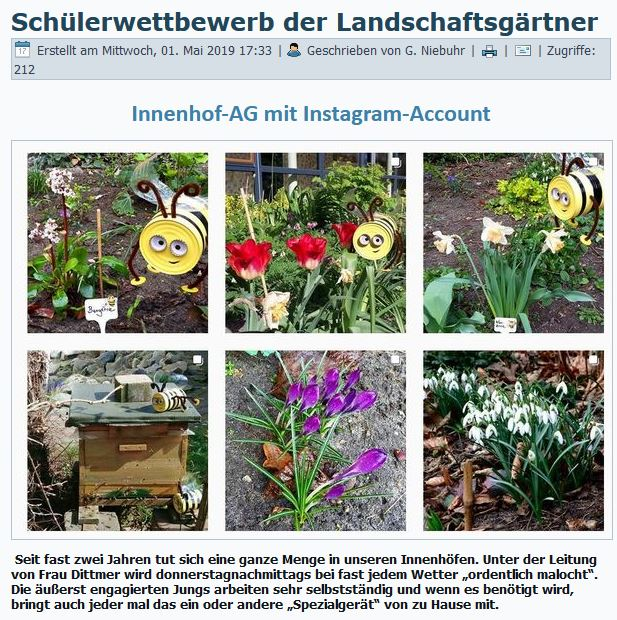 Schülerwettbewerb der Landschaftsgärtner
Erstellt am Mittwoch, 01. Mai 2019 17:33 | Geschrieben von G. Niebuhr | | | Zugriffe:
212
Innenhof-AG mit Instagram-Account
Seit fast zwei Jahren tut sich eine ganze Menge in unseren Innenhöfen. Unter der Leitung
von Frau Dittmer wird donnerstagnachmittags bei fast jedem Wetter „ordentlich malocht“.
Die äußerst engagierten Jungs arbeiten sehr selbstständig und wenn es benötigt wird,
bringt auch jeder mal das ein oder andere „Spezialgerät“ von zu Hause mit.